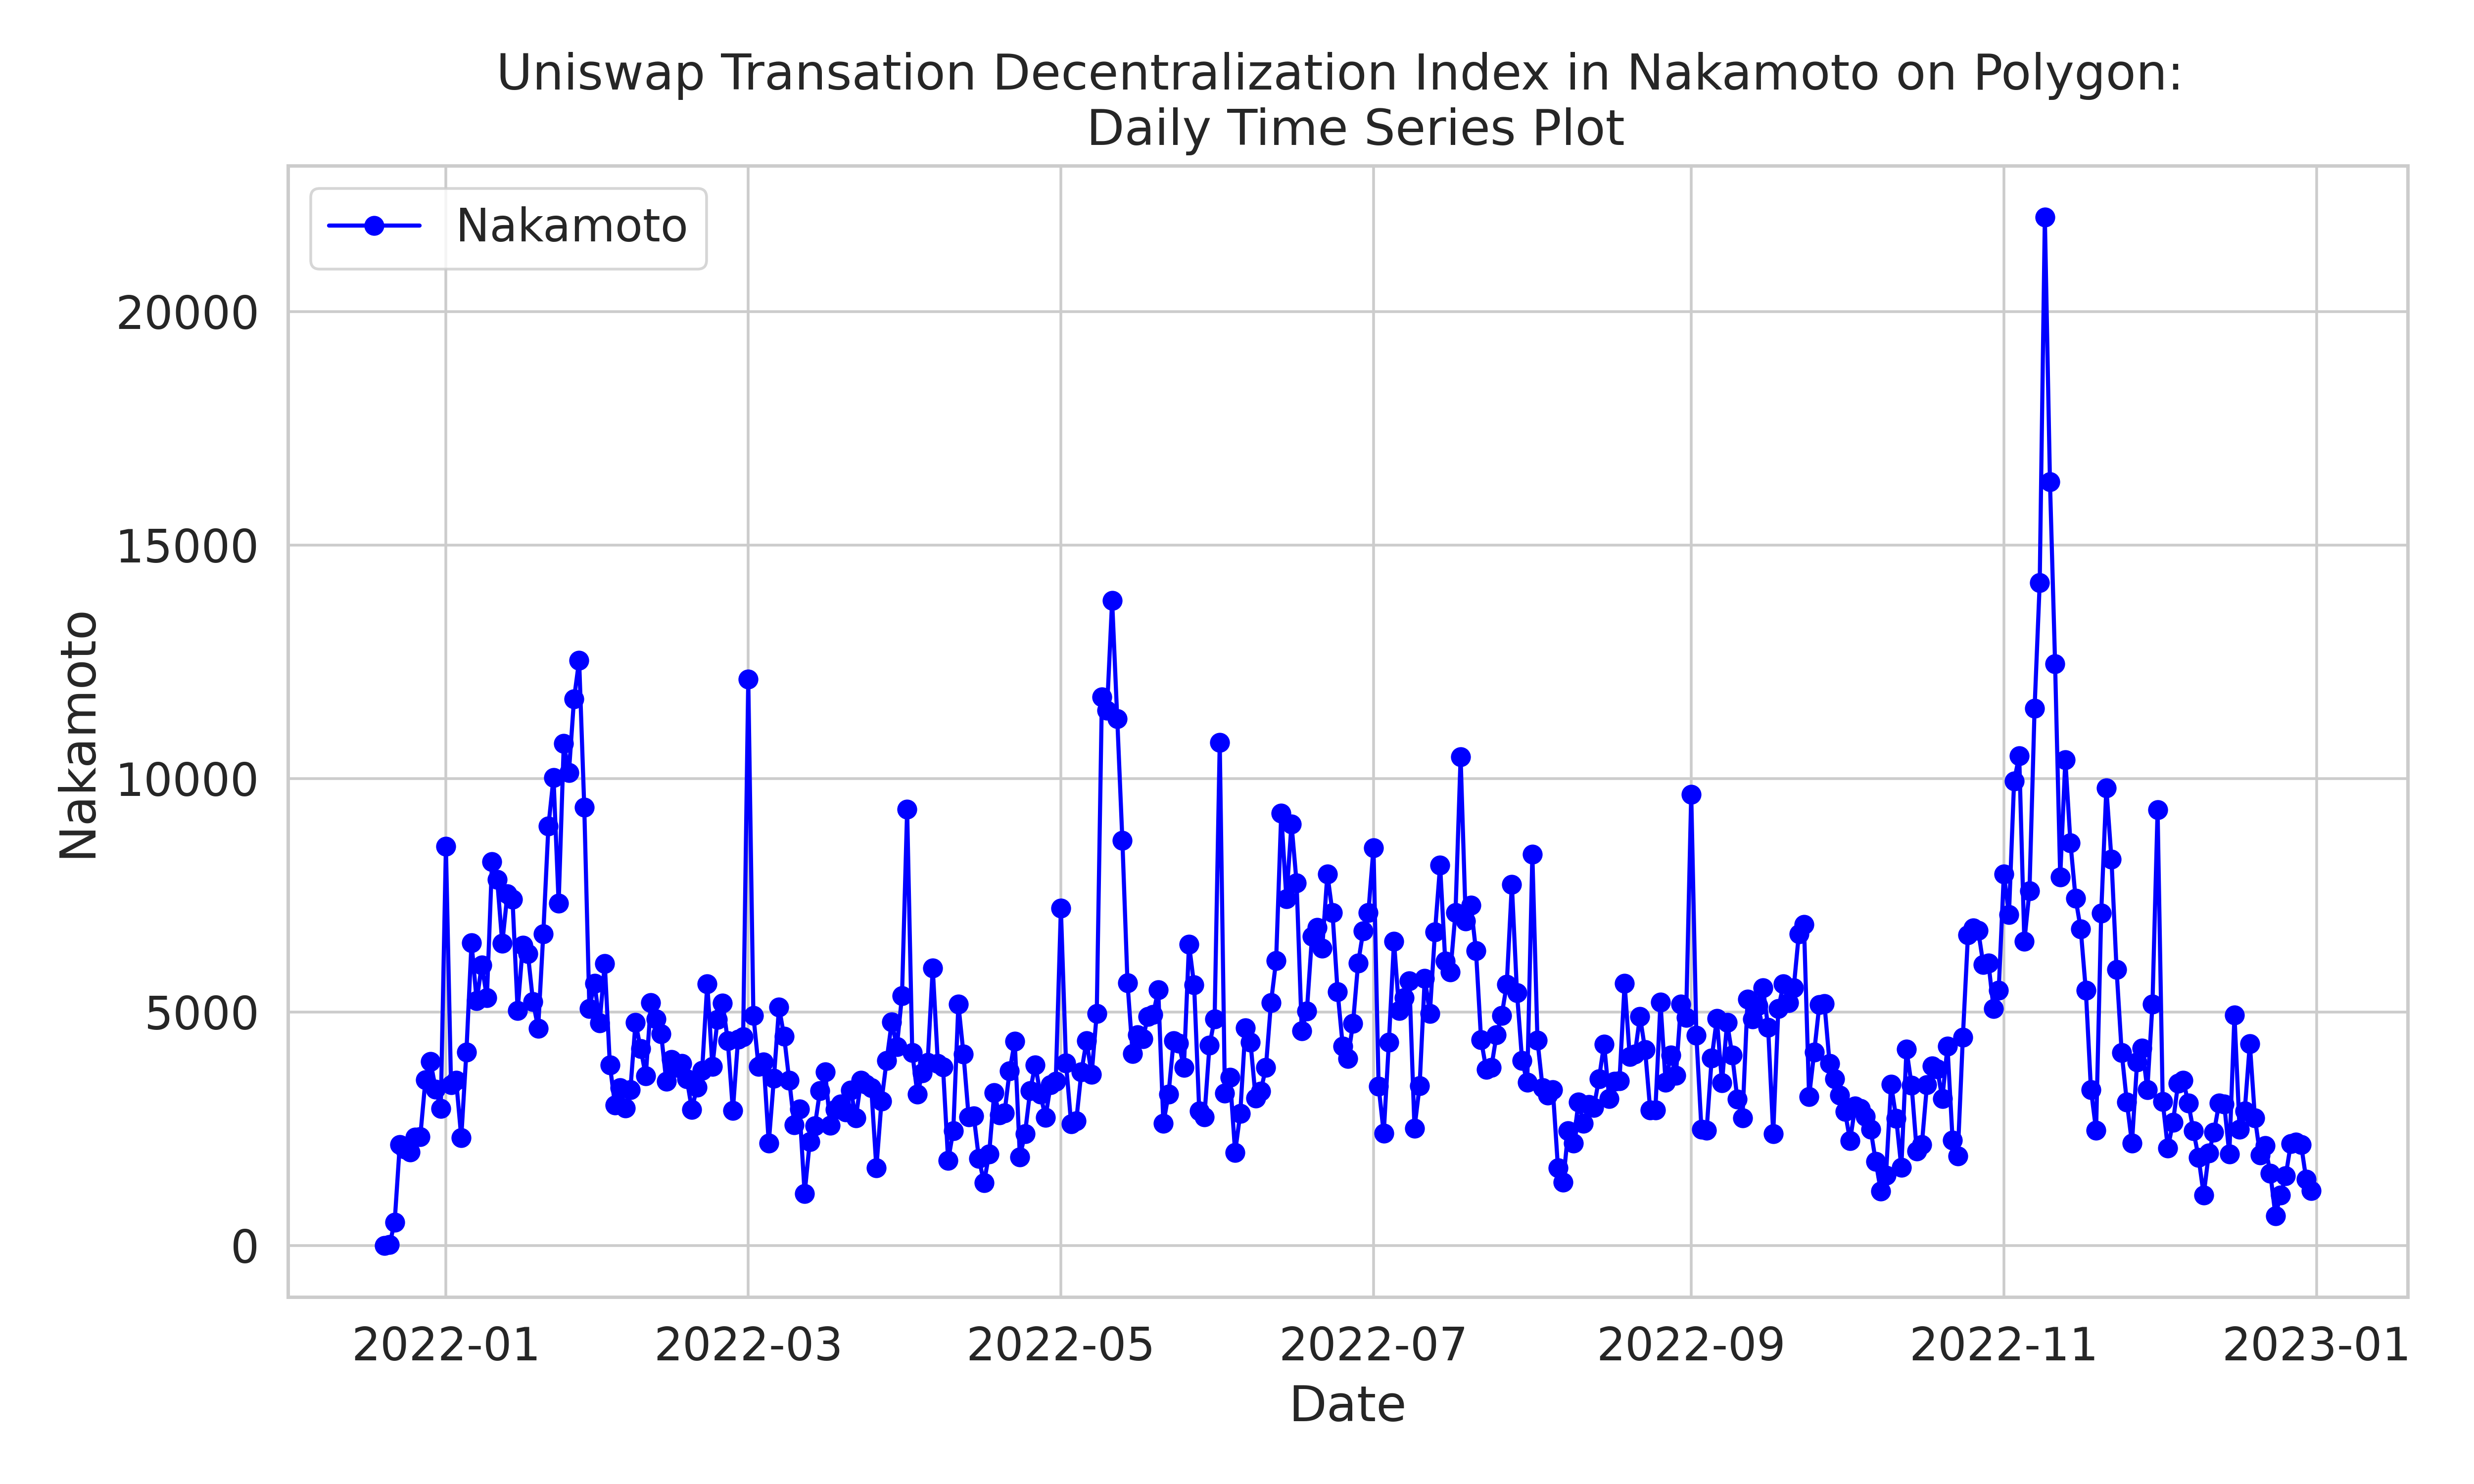 Uniswap Transation Decentralization Index in Nakamoto on Polygon:
Daily Time Series Plot
Nakamoto
20000
15000
10000
5000
0
Nakamoto
2022-01
2022-03
2022-05
2022-07
2022-09
2022-11
2023-01
Date